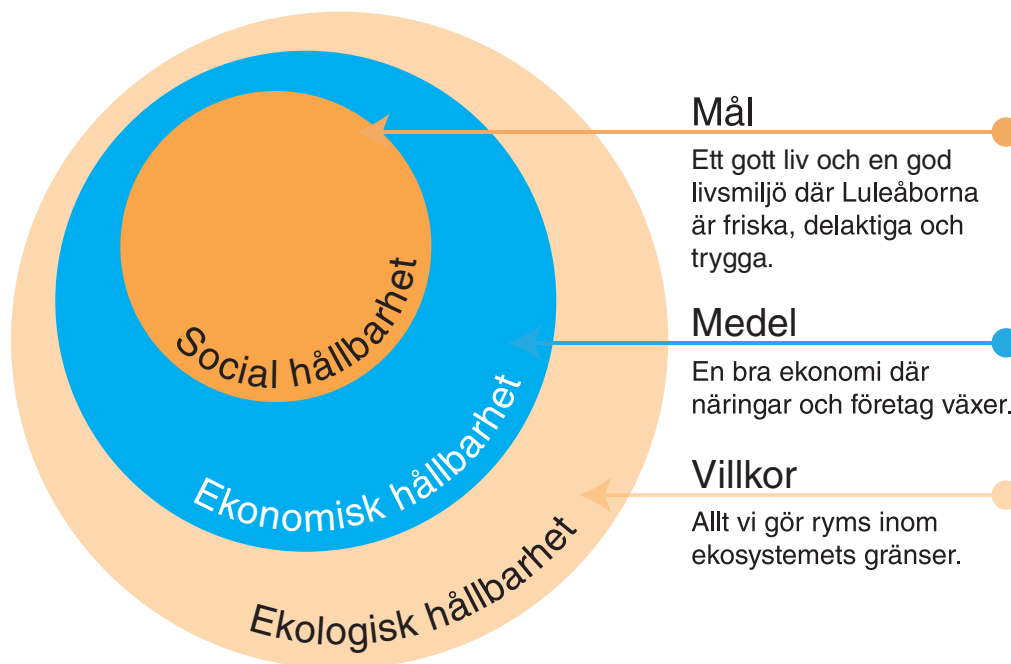 Mål
Ett gott liv och en god
livsmiljö där Luleåborna
är friska, delaktiga och
trygga.
Social hållbarhet
Medel
En bra ekonomi där
näringar och företag växer.
Ekonomisk hållbarhet
Villkor
Allt vi gör ryms inom
ekosystemets gränser.
Ekologisk hållbarhet